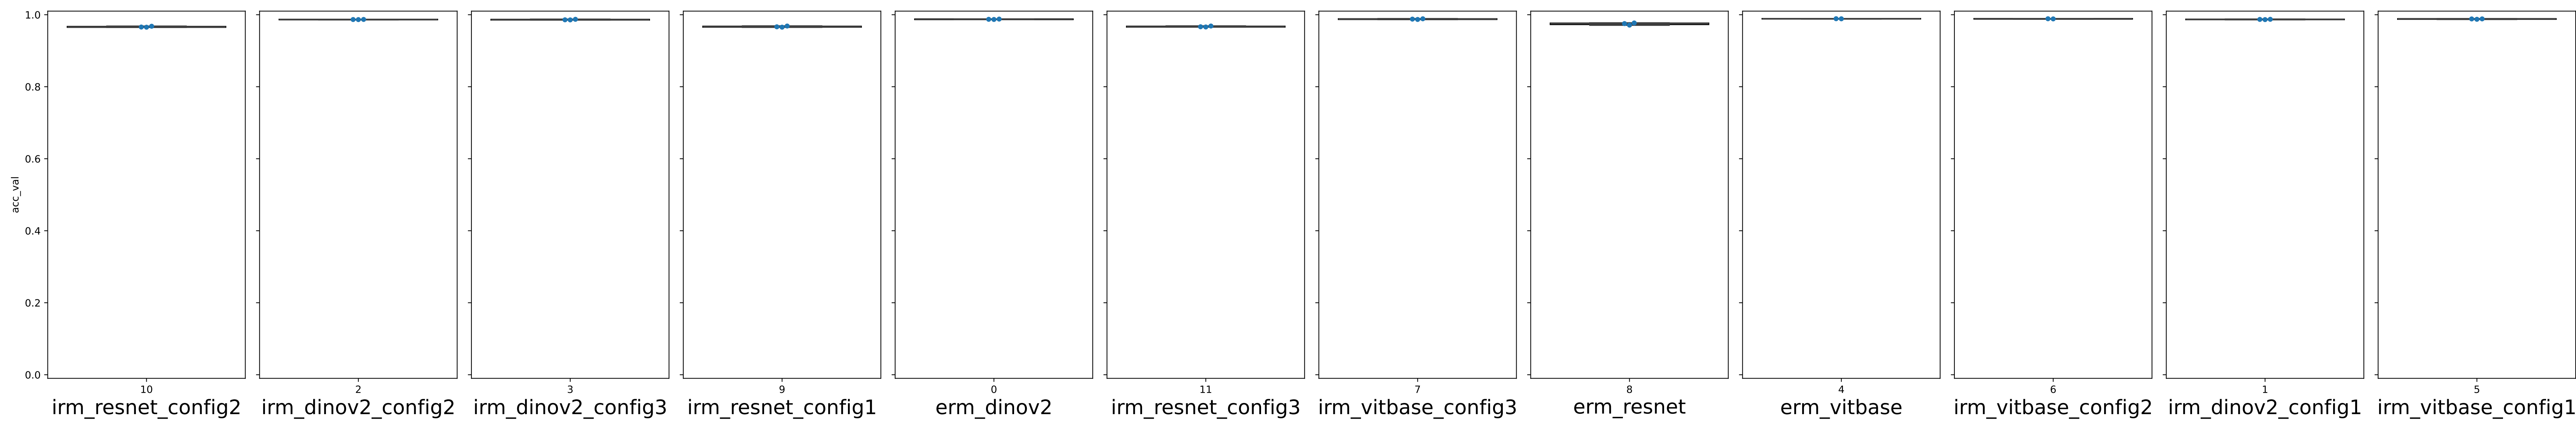 1.0
0.8
0.6
0.4
0.2
0.0
acc_val
10 2 3 9 0 11 7 8 4 6 1 5
irm_resnet_config2 irm_dinov2_config2 irm_dinov2_config3 irm_resnet_config1 erm_dinov2 irm_resnet_config3 irm_vitbase_config3 erm_resnet erm_vitbase irm_vitbase_config2 irm_dinov2_config1 irm_vitbase_config1